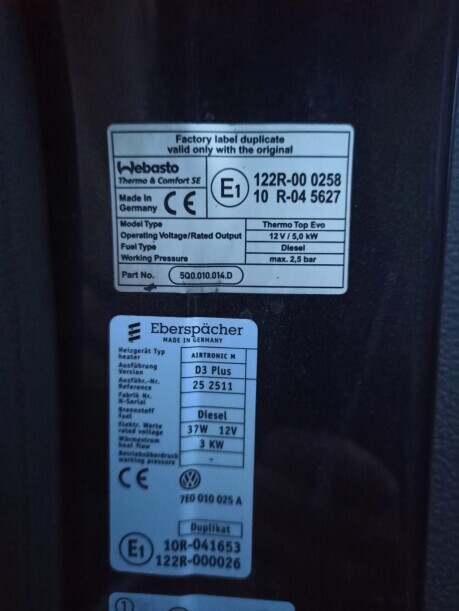 Factory label duplicate
valid only with the original
Webasto
Thermo & Comfort SE
Made in
Germany
CE
E1
122R-00 0258
10 R-04 5627
Model Type Thermo Top Evo
Operating Voltage/Rated Output 12 V / 5,0 kW
Fuel Type Diesel
Working Pressure max. 2,5 bar
Part No. 5Q0.010.014.D
Eberspächer
MADE IN GERMANY
Heizgerät Typ
heater
AIRTRONIC M
Ausführung
Version
D3 Plus
Ausführ.-Nr.
Reference
25 2511
Fabrik Nr.
N-Serial
Brennstoff
fuel
Diesel
Elektr. Werte
rated voltage
37W 12V
Wärmestrom
heat flow
3 KW
Betriebsüberdruck
working pressure
-
CE
VW
7E0 010 025 A
Duplikat
E1
10R-041653
122R-000026
1